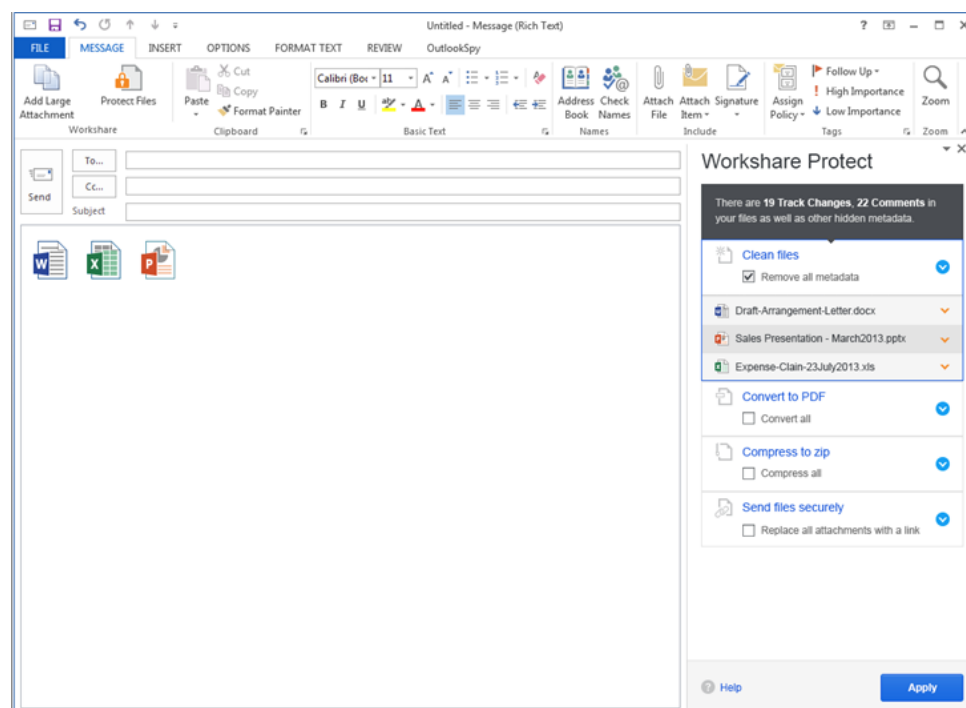 Untitled - Message (Rich Text)
FILE MESSAGE INSERT OPTIONS FORMAT TEXT REVIEW OutlookSpy
Add Large Attachment
Protect Files
Workshare
Paste
Cut
Copy
Format Painter
Clipboard
Calibri (Boı 11
B I U
Basic Text
Address Book
Check Names
Names
Attach File
Attach Item
Signature
Include
Assign Policy
Follow Up
High Importance
Low Importance
Tags
Zoom
Zoom
Send
To...
Cc...
Subject
Workshare Protect
There are 19 Track Changes, 22 Comments in
your files as well as other hidden metadata.
Clean files
Remove all metadata
Draft-Arrangement-Letter.docx
Sales Presentation - March2013.pptx
Expense-Clain-23July2013.xls
Convert to PDF
Convert all
Compress to zip
Compress all
Send files securely
Replace all attachments with a link
Help
Apply